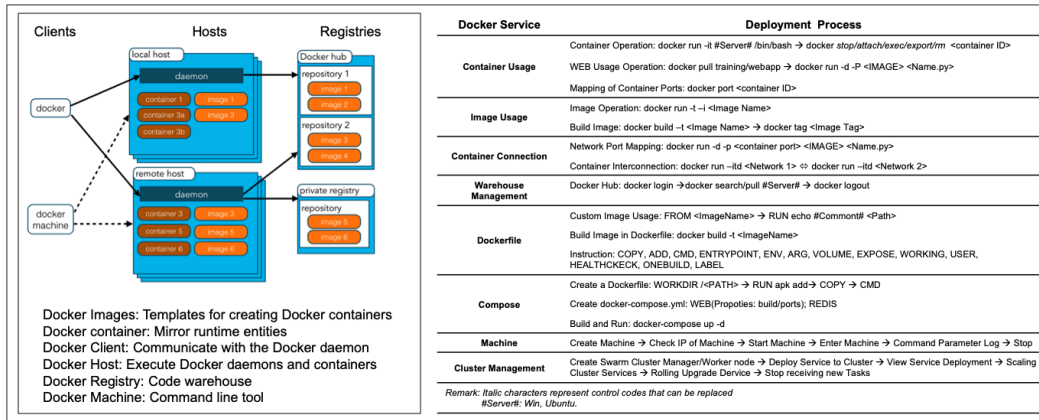 Clients
Hosts
Registries
docker
docker
machine
local host
daemon
container 1
image 1
container 3a
image 3
container 3b
remote host
daemon
container 3
image 3
container 5
image 5
container 6
image 6
Docker hub
repository 1
image 1
image 2
repository 2
image 3
image 4
private registry
repository
image 5
image 6
Docker Images: Templates for creating Docker containers
Docker container: Mirror runtime entities
Docker Client: Communicate with the Docker daemon
Docker Host: Execute Docker daemons and containers
Docker Registry: Code warehouse
Docker Machine: Command line tool
Docker Service
Deployment Process
Container Usage
Container Operation: docker run -it #Server# /bin/bash → docker stop/attach/exec/export/rm <container ID>
WEB Usage Operation: docker pull training/webapp → docker run -d -P <IMAGE> <Name.py>
Mapping of Container Ports: docker port <container ID>
Image Usage
Image Operation: docker run -t –i <Image Name>
Build Image: docker build –t <Image Name> → docker tag <Image Tag>
Container Connection
Network Port Mapping: docker run -d -p <container port> <IMAGE> <Name.py>
Container Interconnection: docker run –itd <Network 1> ⇔ docker run –itd <Network 2>
Warehouse
Management
Docker Hub: docker login →docker search/pull #Server# → docker logout
Dockerfile
Custom Image Usage: FROM <ImageName> → RUN echo #Commont# <Path>
Build Image in Dockerfile: docker build -t <ImageName>
Instruction: COPY, ADD, CMD, ENTRYPOINT, ENV, ARG, VOLUME, EXPOSE, WORKING, USER,
HEALTHCKECK, ONEBUILD, LABEL
Compose
Create a Dockerfile: WORKDIR /<PATH> → RUN apk add→ COPY → CMD
Create docker-compose.yml: WEB(Propoties: build/ports); REDIS
Build and Run: docker-compose up -d
Machine
Create Machine → Check IP of Machine → Start Machine → Enter Machine → Command Parameter Log → Stop
Cluster Management
Create Swarm Cluster Manager/Worker node → Deploy Service to Cluster → View Service Deployment → Scaling
Cluster Services → Rolling Upgrade Dervice → Stop receiving new Tasks
Remark: Italic characters represent control codes that can be replaced
#Server#: Win, Ubuntu.